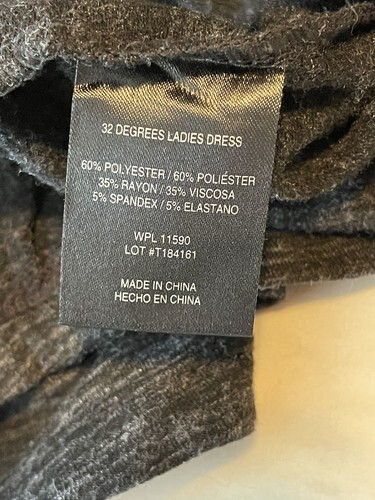 32 DEGREES LADIES DRESS
60% POLYESTER / 60% POLIÉSTER
35% RAYON / 35% VISCOSA
5% SPANDEX / 5% ELASTANO
WPL 11590
LOT #T184161
MADE IN CHINA
HECHO EN CHINA